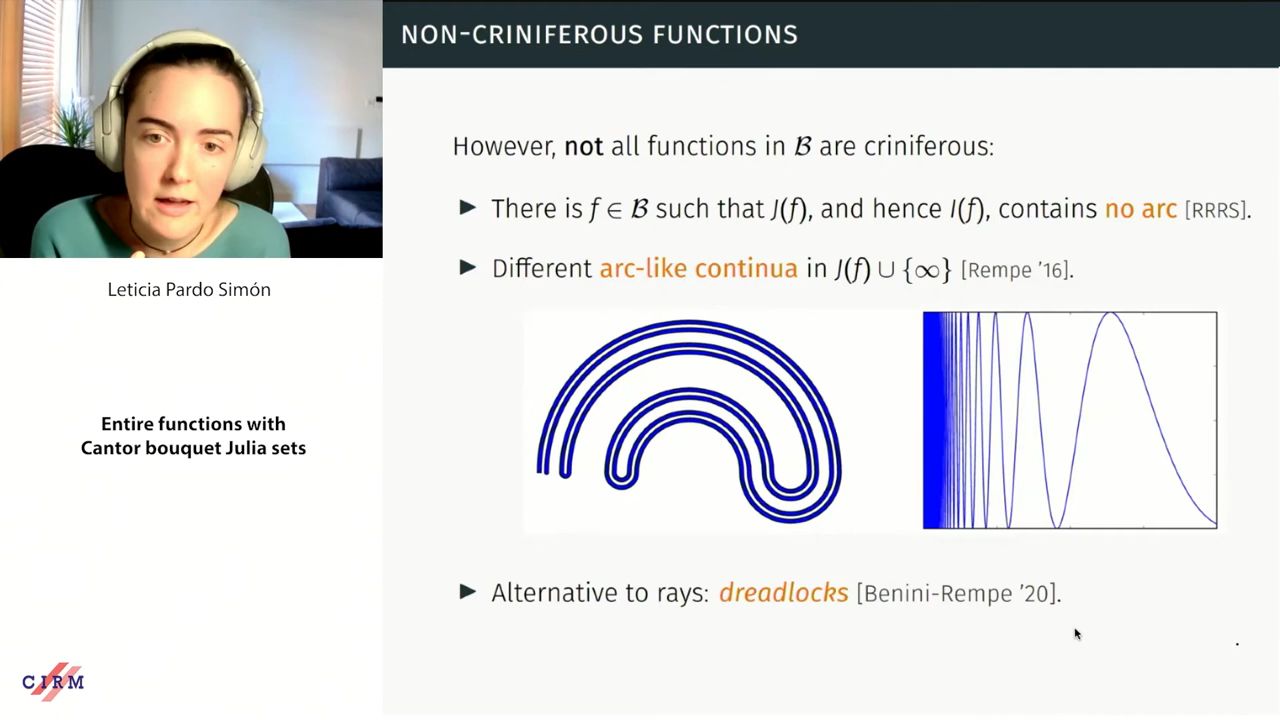 NON-CRINIFEROUS FUNCTIONS
However, not all functions in 𝓑 are criniferous:
► There is f ∈ 𝓑 such that J(f), and hence I(f), contains no arc [RRRS].
► Different arc-like continua in J(f) ∪ {∞} [Rempe '16].
► Alternative to rays: dreadlocks [Benini-Rempe '20].
Leticia Pardo Simón
Entire functions with
Cantor bouquet Julia sets
CIRM